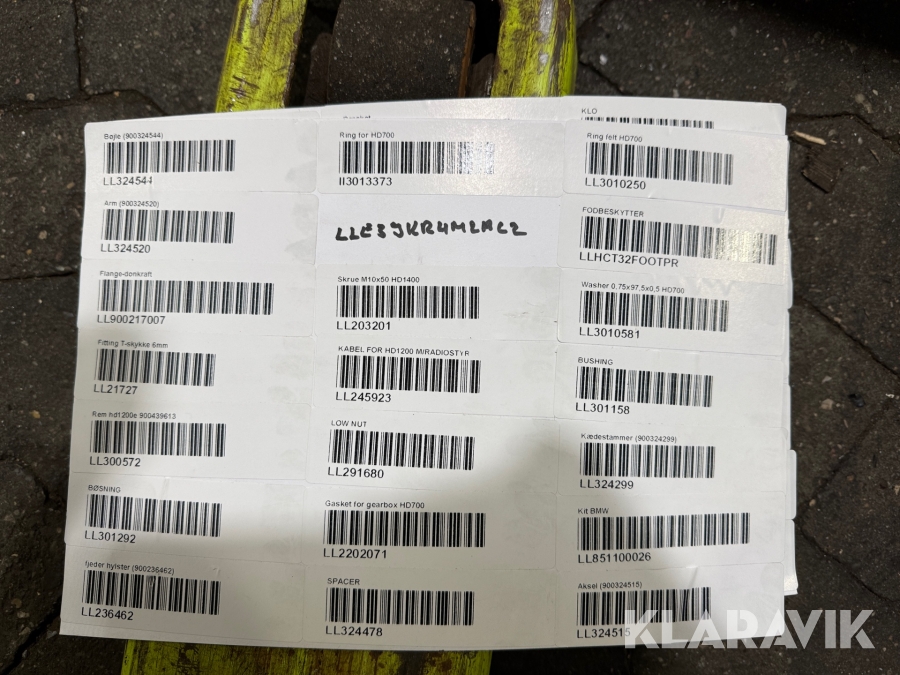 KLO
Bøjle (900324544)
LL324544
Ring for HD700
II3013373
Ring felt HD700
LL3010250
Arm (900324520)
LL324520
FODBESKYTTER
LLHCT32FOOTPR
Flange-donkraft
LL900217007
Skrue M10x50 HD1400
LL203201
Washer 0,75x97,5x0,5 HD700
LL3010581
Fitting T-skykke 6mm
LL21727
KABEL FOR HD1200 M/RADIOSTYR
LL245923
BUSHING
LL301158
Rem hd1200e 900439613
LL300572
LOW NUT
LL291680
Kædestammer (900324299)
LL324299
BØSNING
LL301292
Gasket for gearbox HD700
LL2202071
Kit BMW
LL851100026
fjeder hylster (900236462)
LL236462
SPACER
LL324478
Aksel (900324515)
LL324515
KLARAVIK